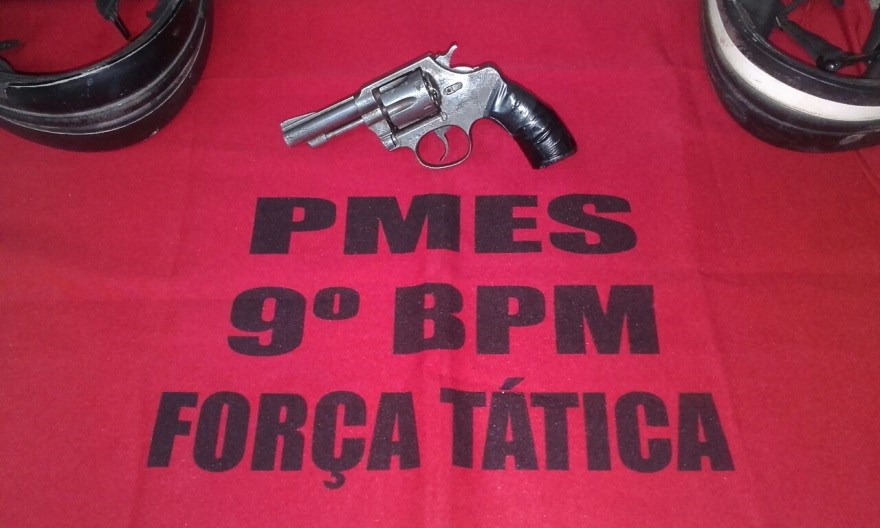 PMES
9º BPM
FORÇA TÁTICA